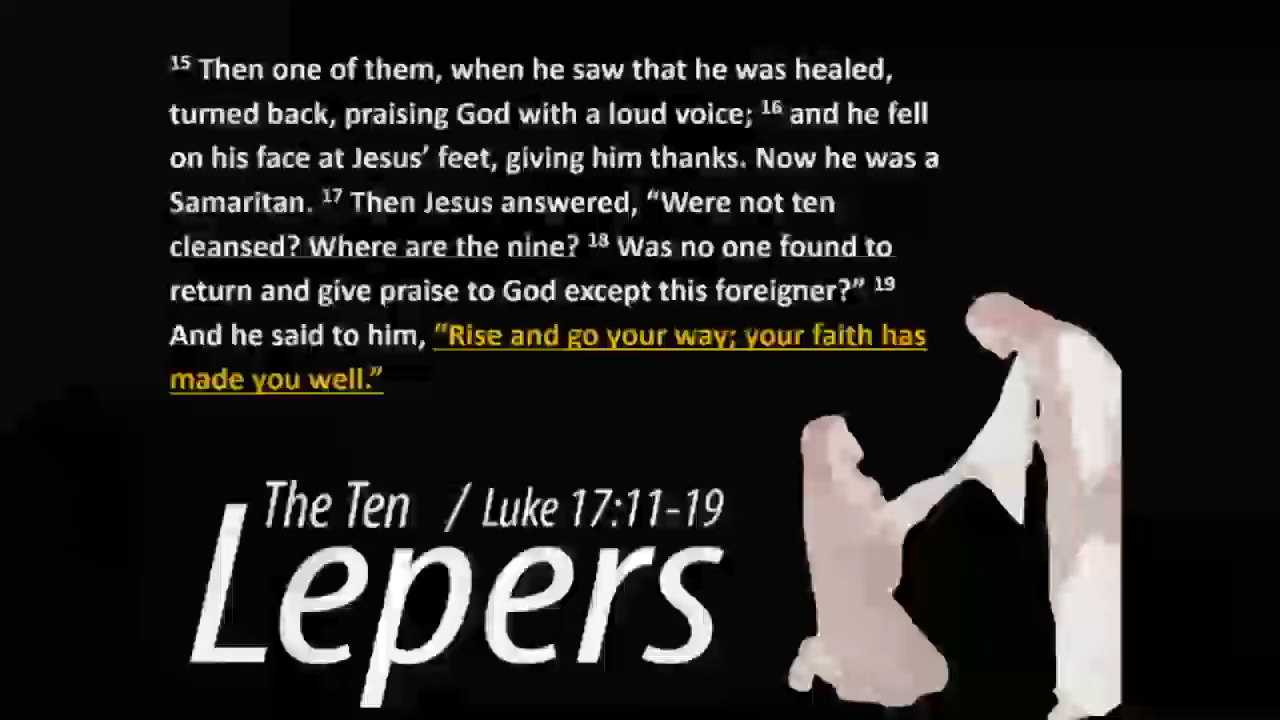 ¹⁵ Then one of them, when he saw that he was healed,
turned back, praising God with a loud voice; ¹⁶ and he fell
on his face at Jesus’ feet, giving him thanks. Now he was a
Samaritan. ¹⁷ Then Jesus answered, “Were not ten
cleansed? Where are the nine? ¹⁸ Was no one found to
return and give praise to God except this foreigner?” ¹⁹
And he said to him, “Rise and go your way; your faith has
made you well.”
The Ten / Luke 17:11-19
Lepers